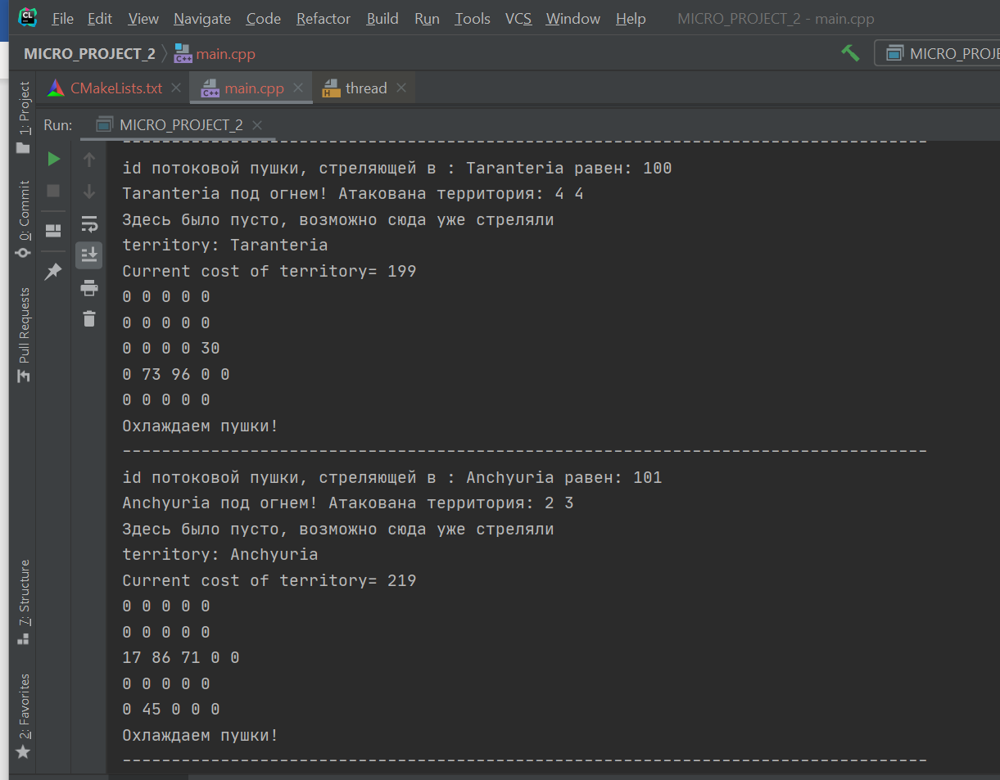 CL File Edit View Navigate Code Refactor Build Run Tools VCS Window Help MICRO_PROJECT_2 - main.cpp
MICRO_PROJECT_2 C++ main.cpp MICRO_PROJE
CMakeLists.txt C++ main.cpp H thread
Run: MICRO_PROJECT_2
1: Project
0: Commit
Pull Requests
7: Structure
2: Favorites
--------------------------------------------------------------------------------
id потоковой пушки, стреляющей в : Taranteria равен: 100
Taranteria под огнем! Атакована территория: 4 4
Здесь было пусто, возможно сюда уже стреляли
territory: Taranteria
Current cost of territory= 199
0 0 0 0 0
0 0 0 0 0
0 0 0 0 30
0 73 96 0 0
0 0 0 0 0
Охлаждаем пушки!
--------------------------------------------------------------------------------
id потоковой пушки, стреляющей в : Anchyuria равен: 101
Anchyuria под огнем! Атакована территория: 2 3
Здесь было пусто, возможно сюда уже стреляли
territory: Anchyuria
Current cost of territory= 219
0 0 0 0 0
0 0 0 0 0
17 86 71 0 0
0 0 0 0 0
0 45 0 0 0
Охлаждаем пушки!
--------------------------------------------------------------------------------